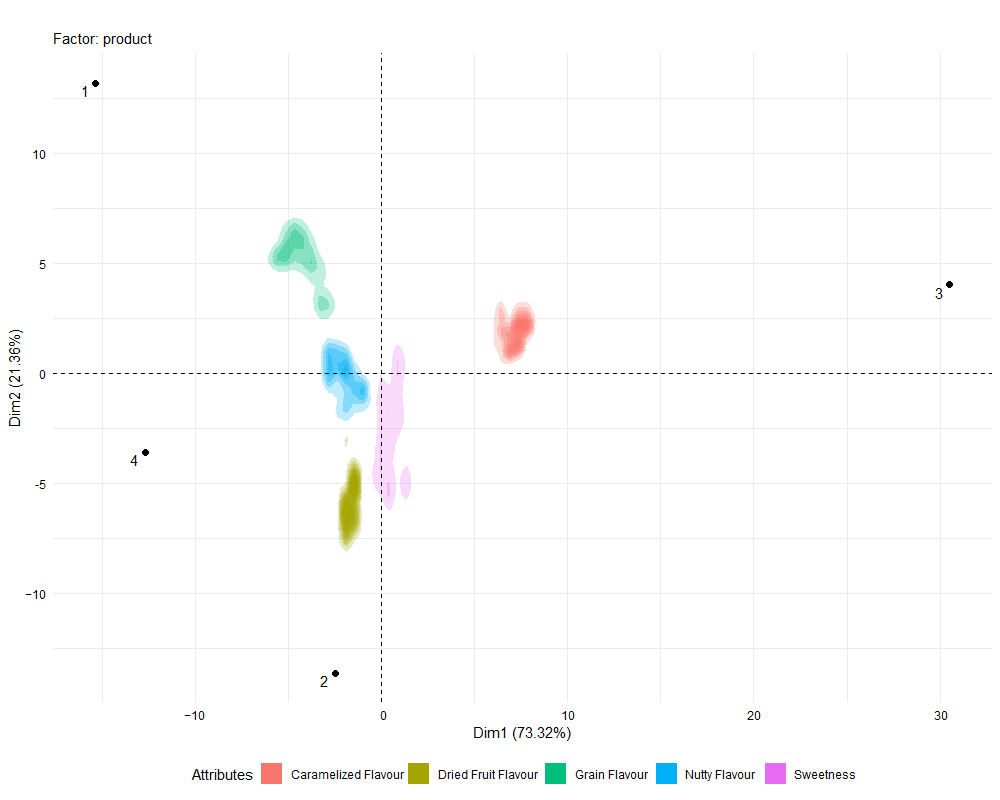 Factor: product
1
10
5
3
0
Dim2 (21.36%)
4
-5
-10
2
-10 0 10 20 30
Dim1 (73.32%)
Attributes Caramelized Flavour Dried Fruit Flavour Grain Flavour Nutty Flavour Sweetness